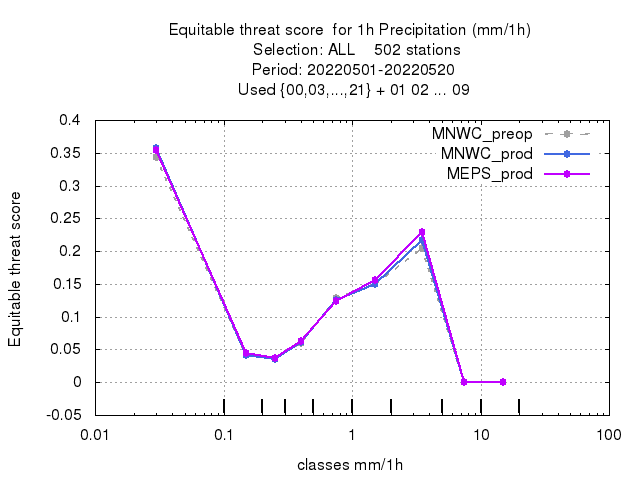 Equitable threat score  for 1h Precipitation (mm/1h)
Selection: ALL    502 stations
Period: 20220501-20220520
Used {00,03,...,21} + 01 02 ... 09
MNWC_preop
MNWC_prod
MEPS_prod
Equitable threat score
0.4
0.35
0.3
0.25
0.2
0.15
0.1
0.05
0
-0.05
0.01 0.1 1 10 100
classes mm/1h